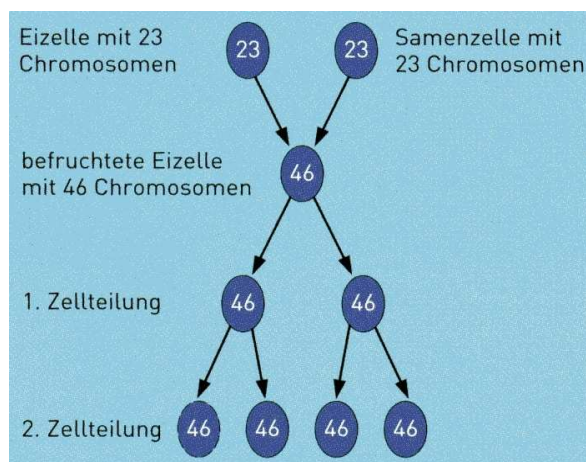 Eizelle mit 23
Chromosomen
23
23
Samenzelle mit
23 Chromosomen
befruchtete Eizelle
mit 46 Chromosomen
46
1. Zellteilung
46
46
2. Zellteilung
46
46
46
46